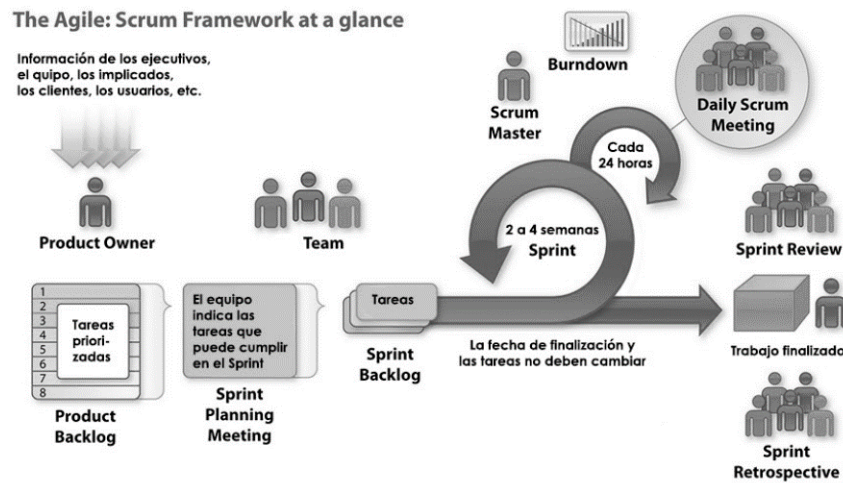 The Agile: Scrum Framework at a glance
Información de los ejecutivos,
el quipo, los implicados,
los clientes, los usuarios, etc.
Product Owner
Team
Scrum
Master
Burndown
Daily Scrum
Meeting
Cada
24 horas
2 a 4 semanas
Sprint
Sprint Review
1
2
3
4
5
6
7
8
Tareas
priori-
zadas
Product
Backlog
El equipo
indica las
tareas que
puede cumplir
en el Sprint
Sprint
Planning
Meeting
Tareas
Sprint
Backlog
La fecha de finalización y
las tareas no deben cambiar
Trabajo finalizado
Sprint
Retrospective